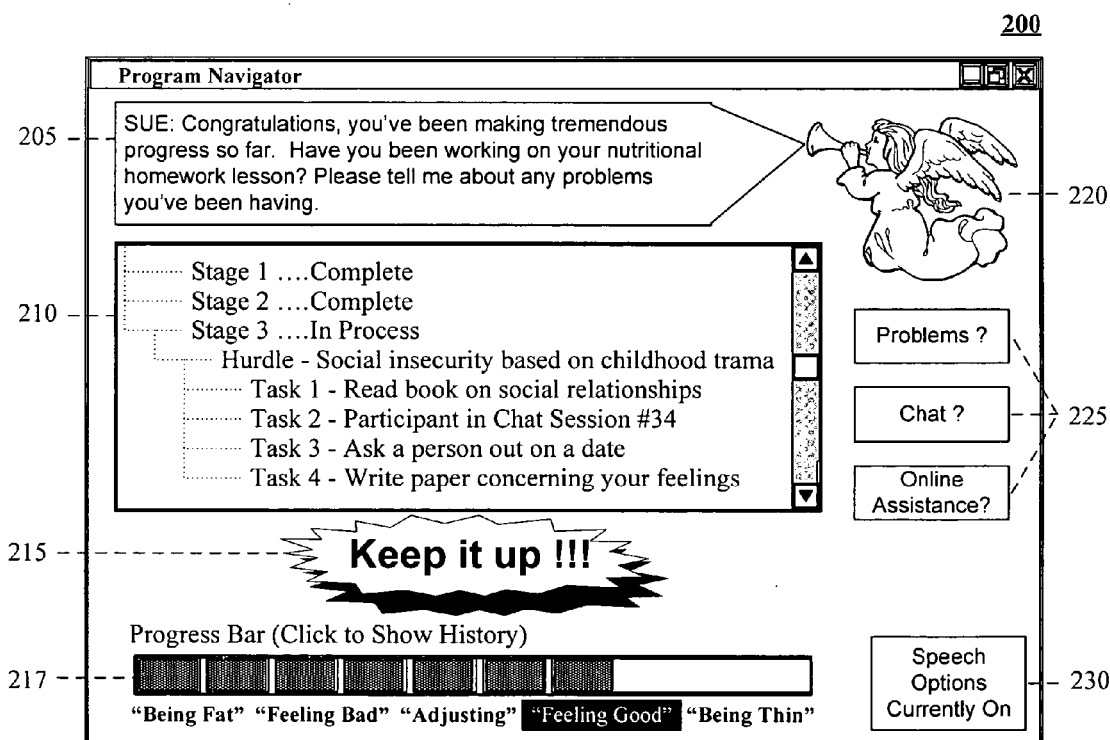 200
Program Navigator
205
SUE: Congratulations, you've been making tremendous
progress so far. Have you been working on your nutritional
homework lesson? Please tell me about any problems
you've been having.
220
210
Stage 1 ....Complete
Stage 2 ....Complete
Stage 3 ....In Process
Hurdle - Social insecurity based on childhood trama
Task 1 - Read book on social relationships
Task 2 - Participant in Chat Session #34
Task 3 - Ask a person out on a date
Task 4 - Write paper concerning your feelings
Problems ?
Chat ?
Online
Assistance?
225
215
Keep it up !!!
Progress Bar (Click to Show History)
217
"Being Fat" "Feeling Bad" "Adjusting" "Feeling Good" "Being Thin"
Speech
Options
Currently On
230